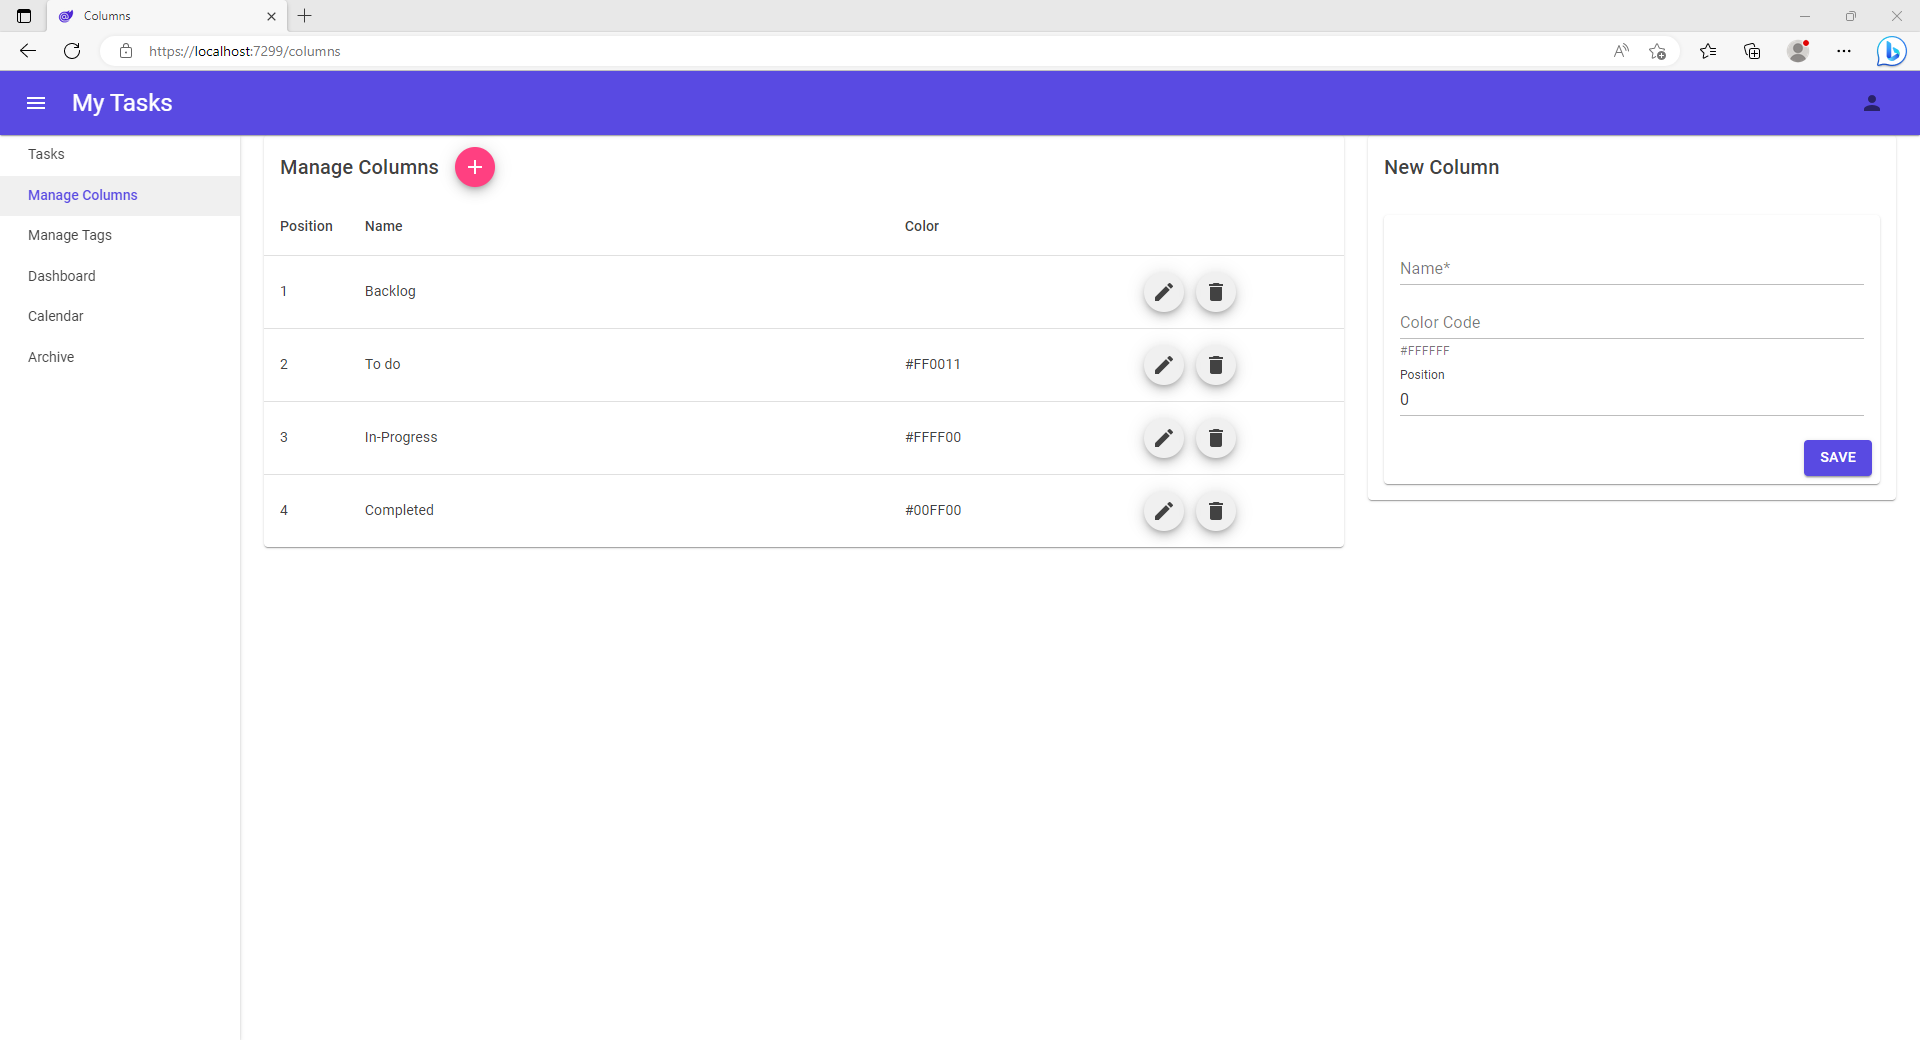 Columns
https://localhost:7299/columns
My Tasks
Tasks
Manage Columns
Manage Tags
Dashboard
Calendar
Archive
Manage Columns
Position Name Color
1 Backlog
2 To do #FF0011
3 In-Progress #FFFF00
4 Completed #00FF00
New Column
Name*
Color Code
#FFFFFF
Position
0
SAVE